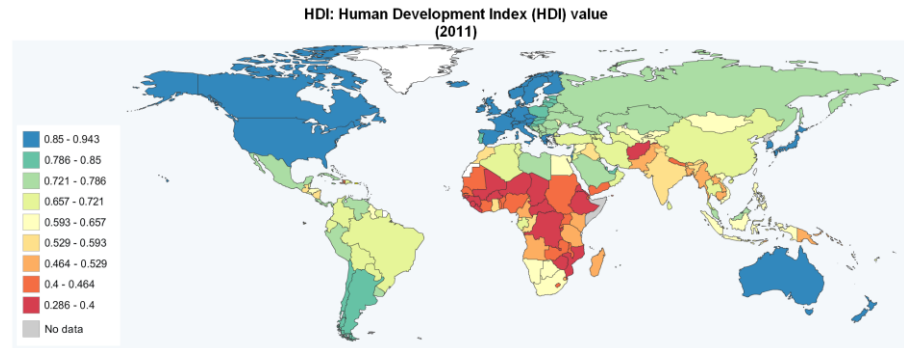 HDI: Human Development Index (HDI) value
(2011)
0.85 - 0.943
0.786 - 0.85
0.721 - 0.786
0.657 - 0.721
0.593 - 0.657
0.529 - 0.593
0.464 - 0.529
0.4 - 0.464
0.286 - 0.4
No data